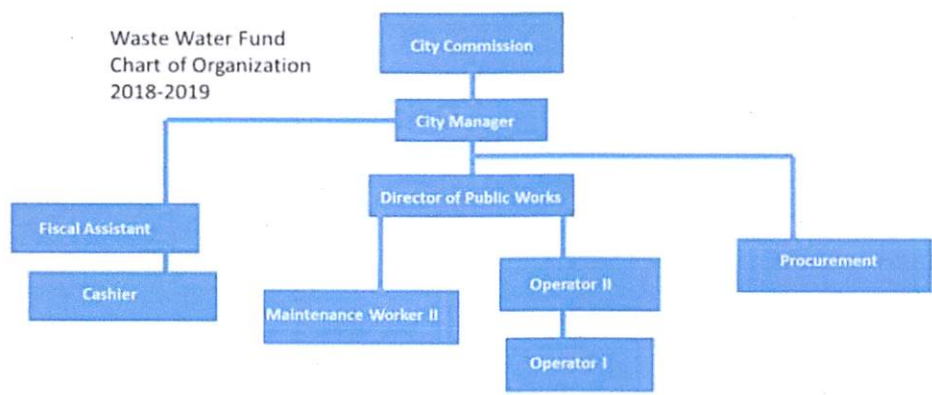 Waste Water Fund
Chart of Organization
2018-2019
City Commission
City Manager
Director of Public Works
Fiscal Assistant
Cashier
Maintenance Worker II
Operator II
Operator I
Procurement